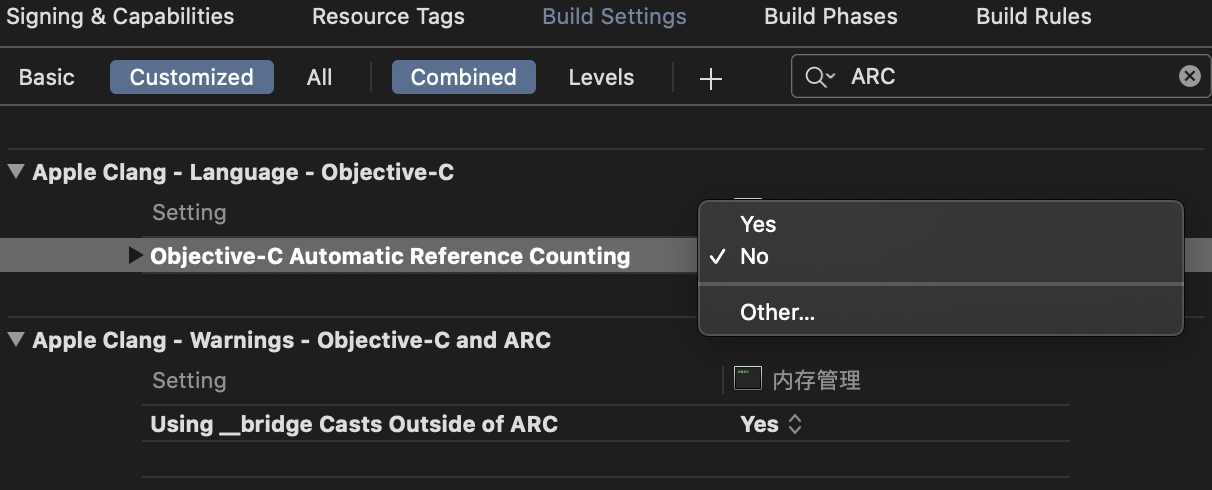 Signing & Capabilities Resource Tags Build Settings Build Phases Build Rules
Basic Customized All Combined Levels + ARC
Apple Clang - Language - Objective-C
Setting
Yes
Objective-C Automatic Reference Counting ✓ No
Other...
Apple Clang - Warnings - Objective-C and ARC
Setting 内存管理
Using __bridge Casts Outside of ARC Yes